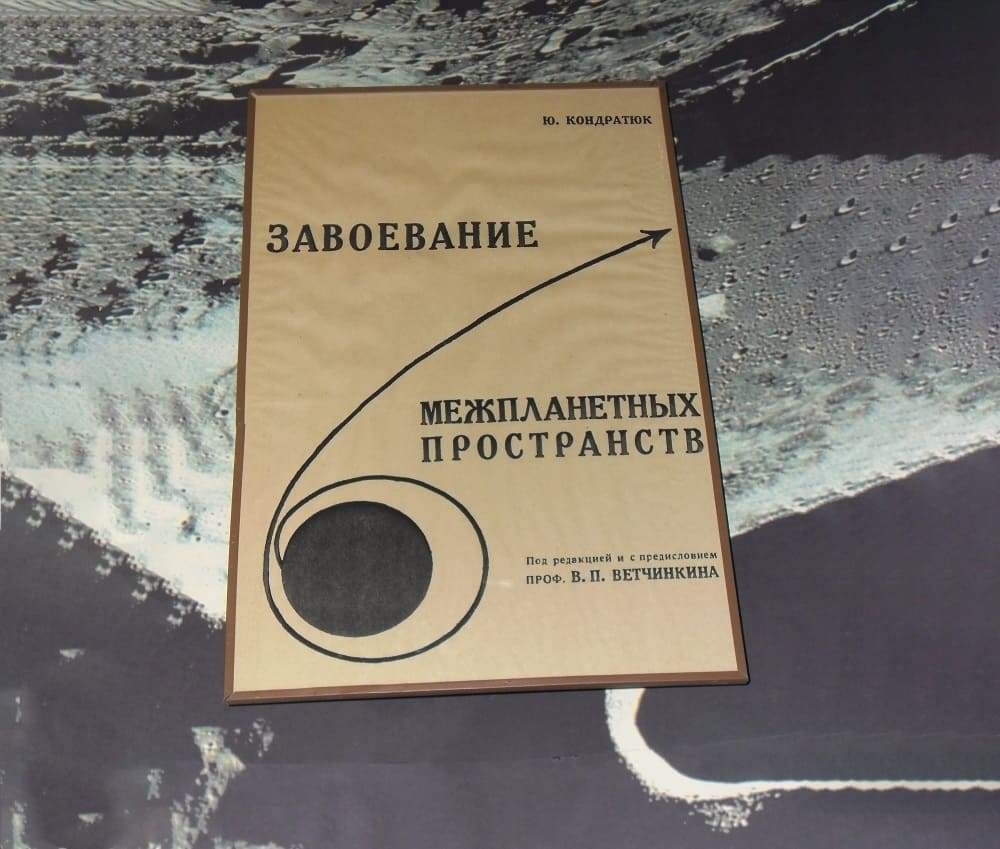 Ю. КОНДРАТЮК
ЗАВОЕВАНИЕ
МЕЖПЛАНЕТНЫХ
ПРОСТРАНСТВ
Под редакцией и с предисловием
ПРОФ. В. П. ВЕТЧИНКИНА